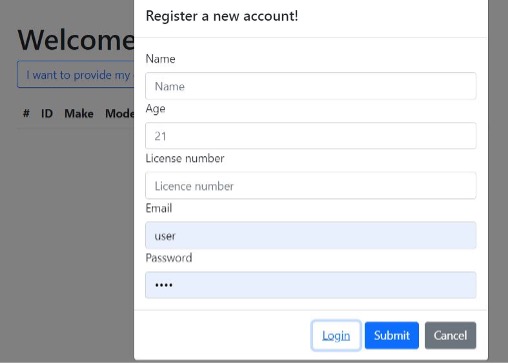 Register a new account!
Welcome
I want to provide my
# ID Make Mode
Name
Name
Age
21
License number
Licence number
Email
user
Password
••••
Login Submit Cancel